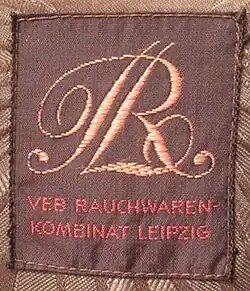 R
VEB RAUCHWAREN-
KOMBINAT LEIPZIG